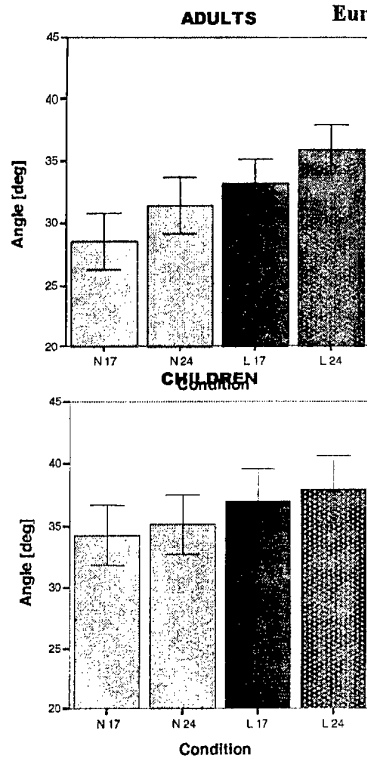 ADULTS
Eur
45
40
35
30
25
20
Angle [deg]
N 17 N 24 L 17 L 24
Condition
CHILDREN
45
40
35
30
25
20
Angle [deg]
N 17 N 24 L 17 L 24
Condition